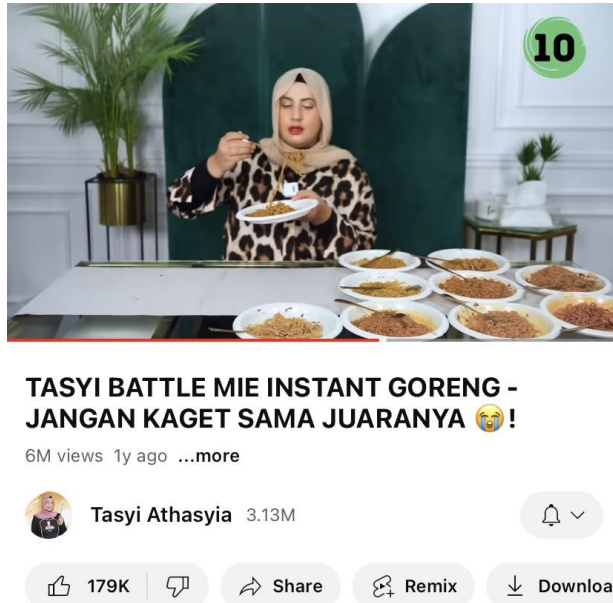 10
TASYI BATTLE MIE INSTANT GORENG -
JANGAN KAGET SAMA JUARANYA 😭!
6M views 1y ago ...more
Tasyi Athasyia 3.13M
179K Share Remix Downloa